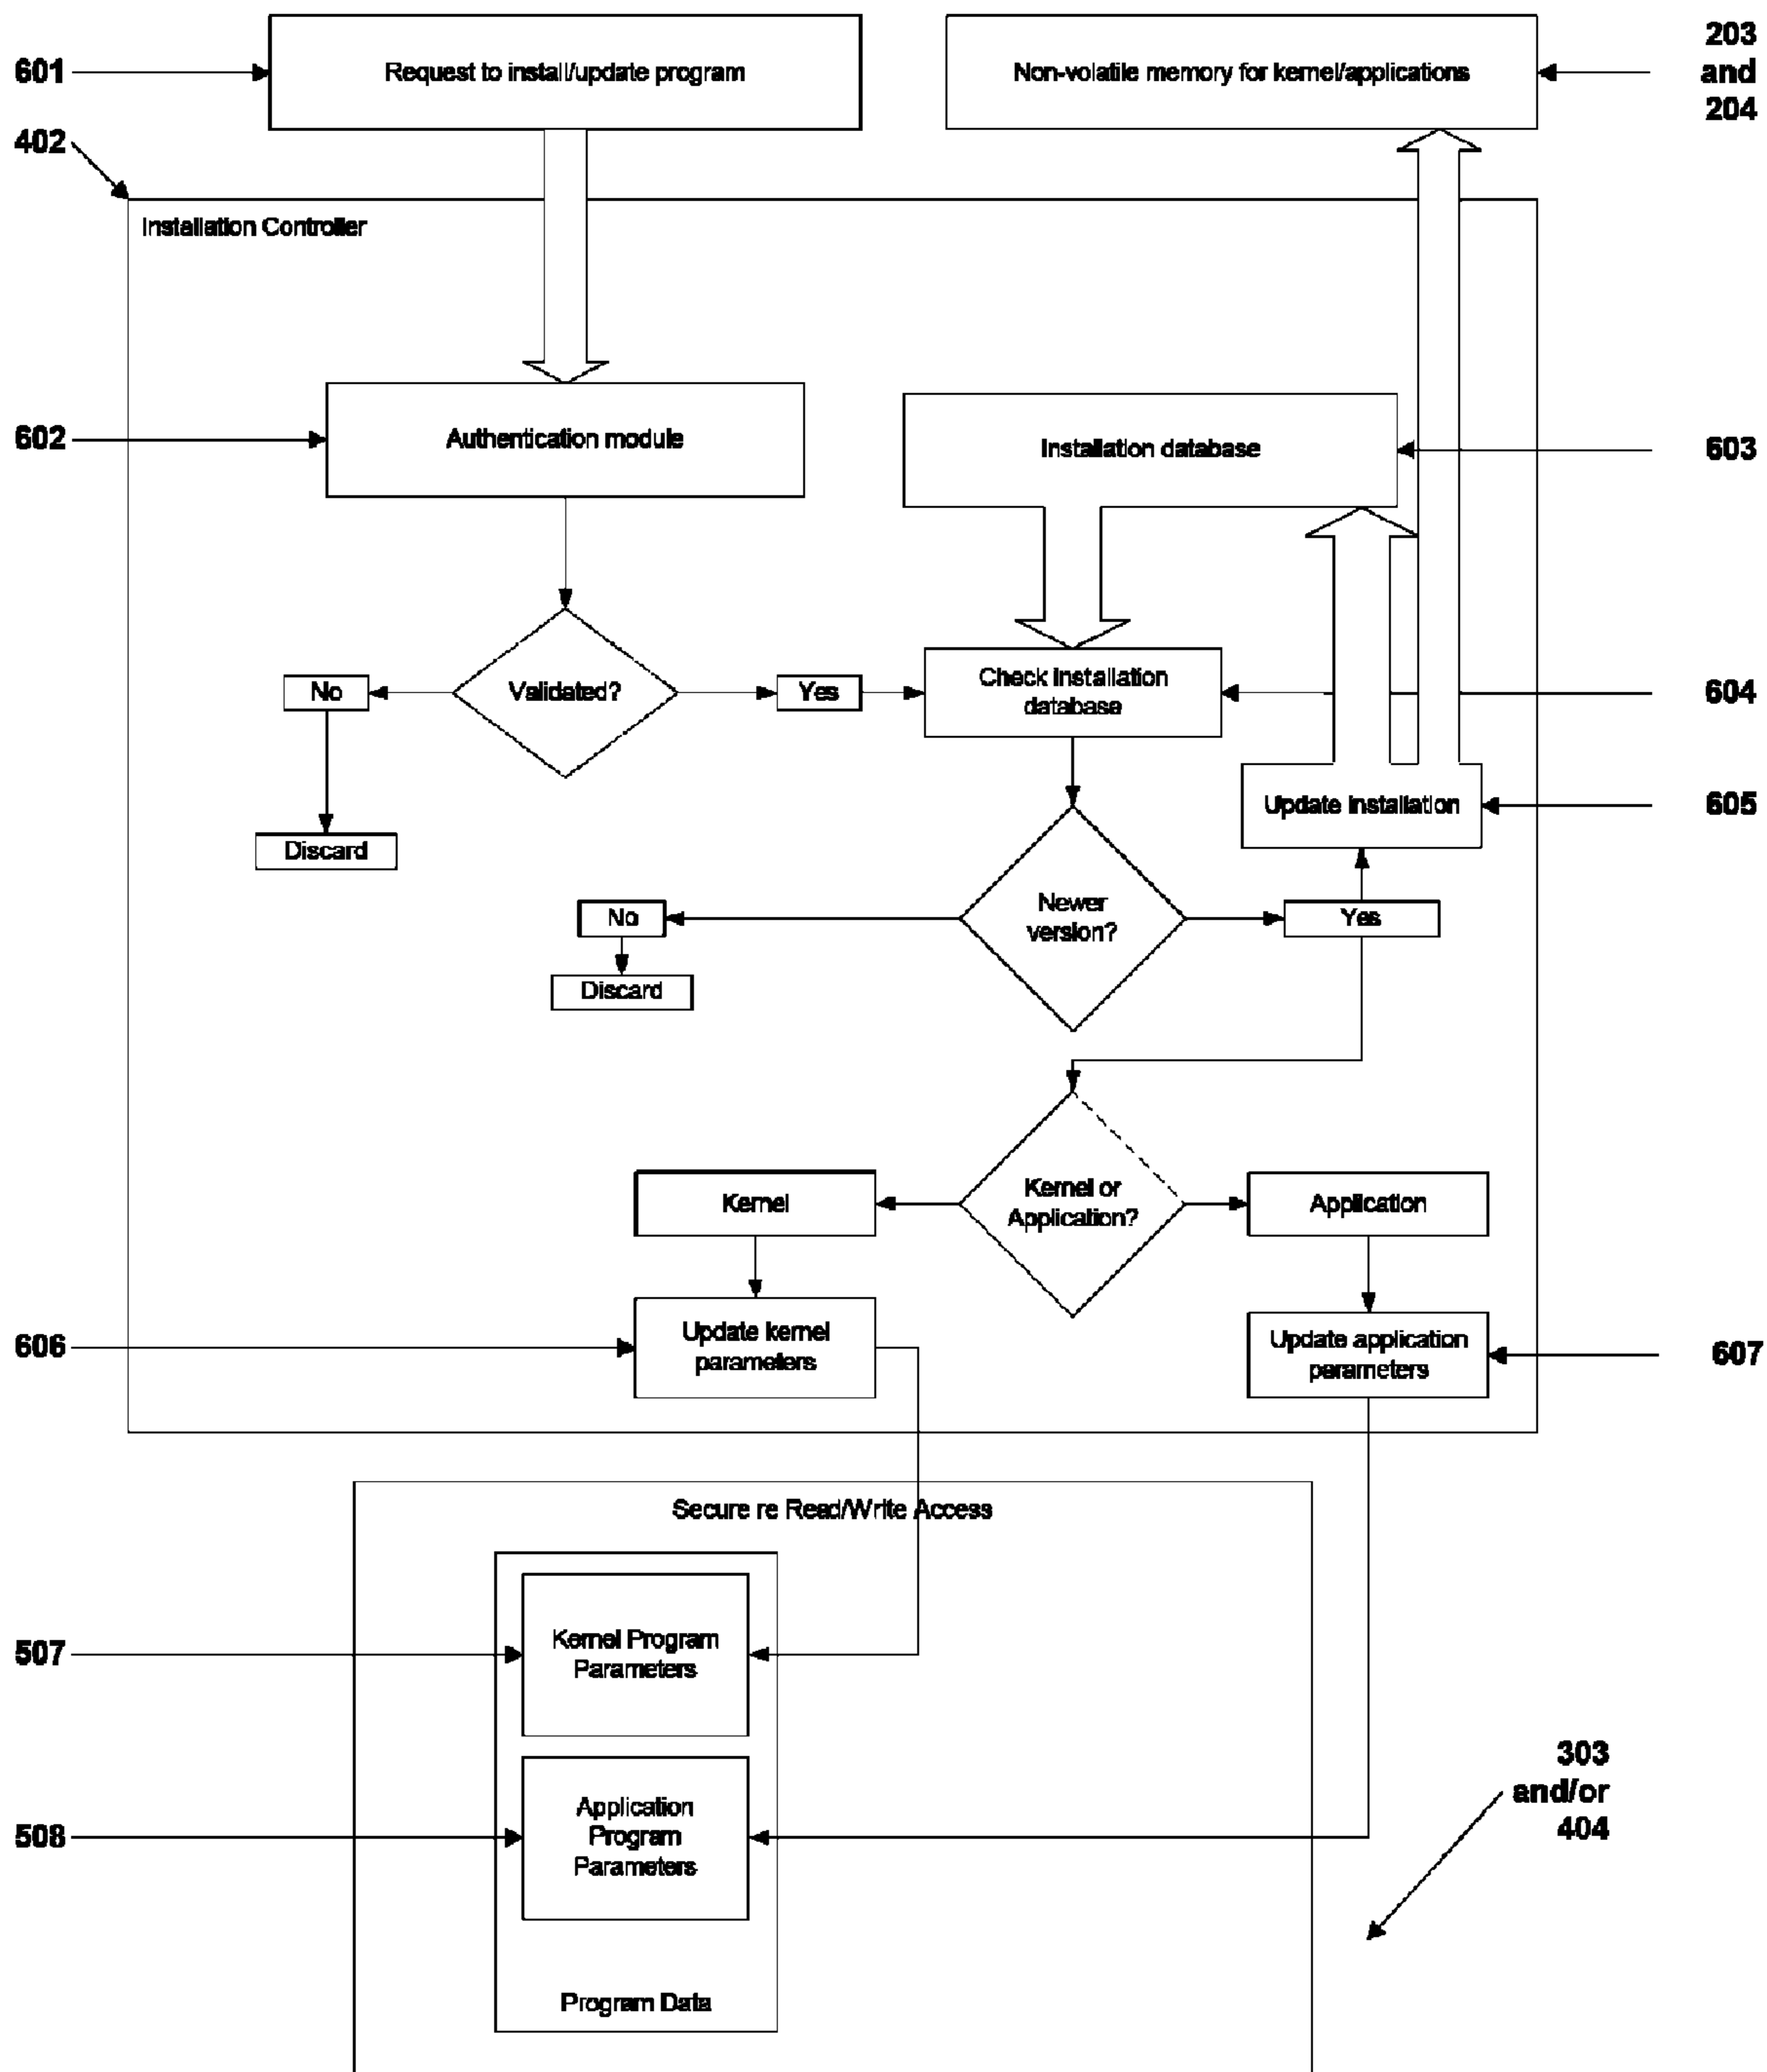 601
Request to install/update program
Non-volatile memory for kernel/applications
203
and
204
402
Installation Controller
602
Authentication module
Installation database
603
No
Validated?
Yes
Check installation
database
604
Discard
Update installation
605
No
Newer
version?
Yes
Discard
Kernel
Kernel or
Application?
Application
606
Update kernel
parameters
Update application
parameters
607
Secure re Read/Write Access
507
Kernel Program
Parameters
303
and/or
404
508
Application
Program
Parameters
Program Data